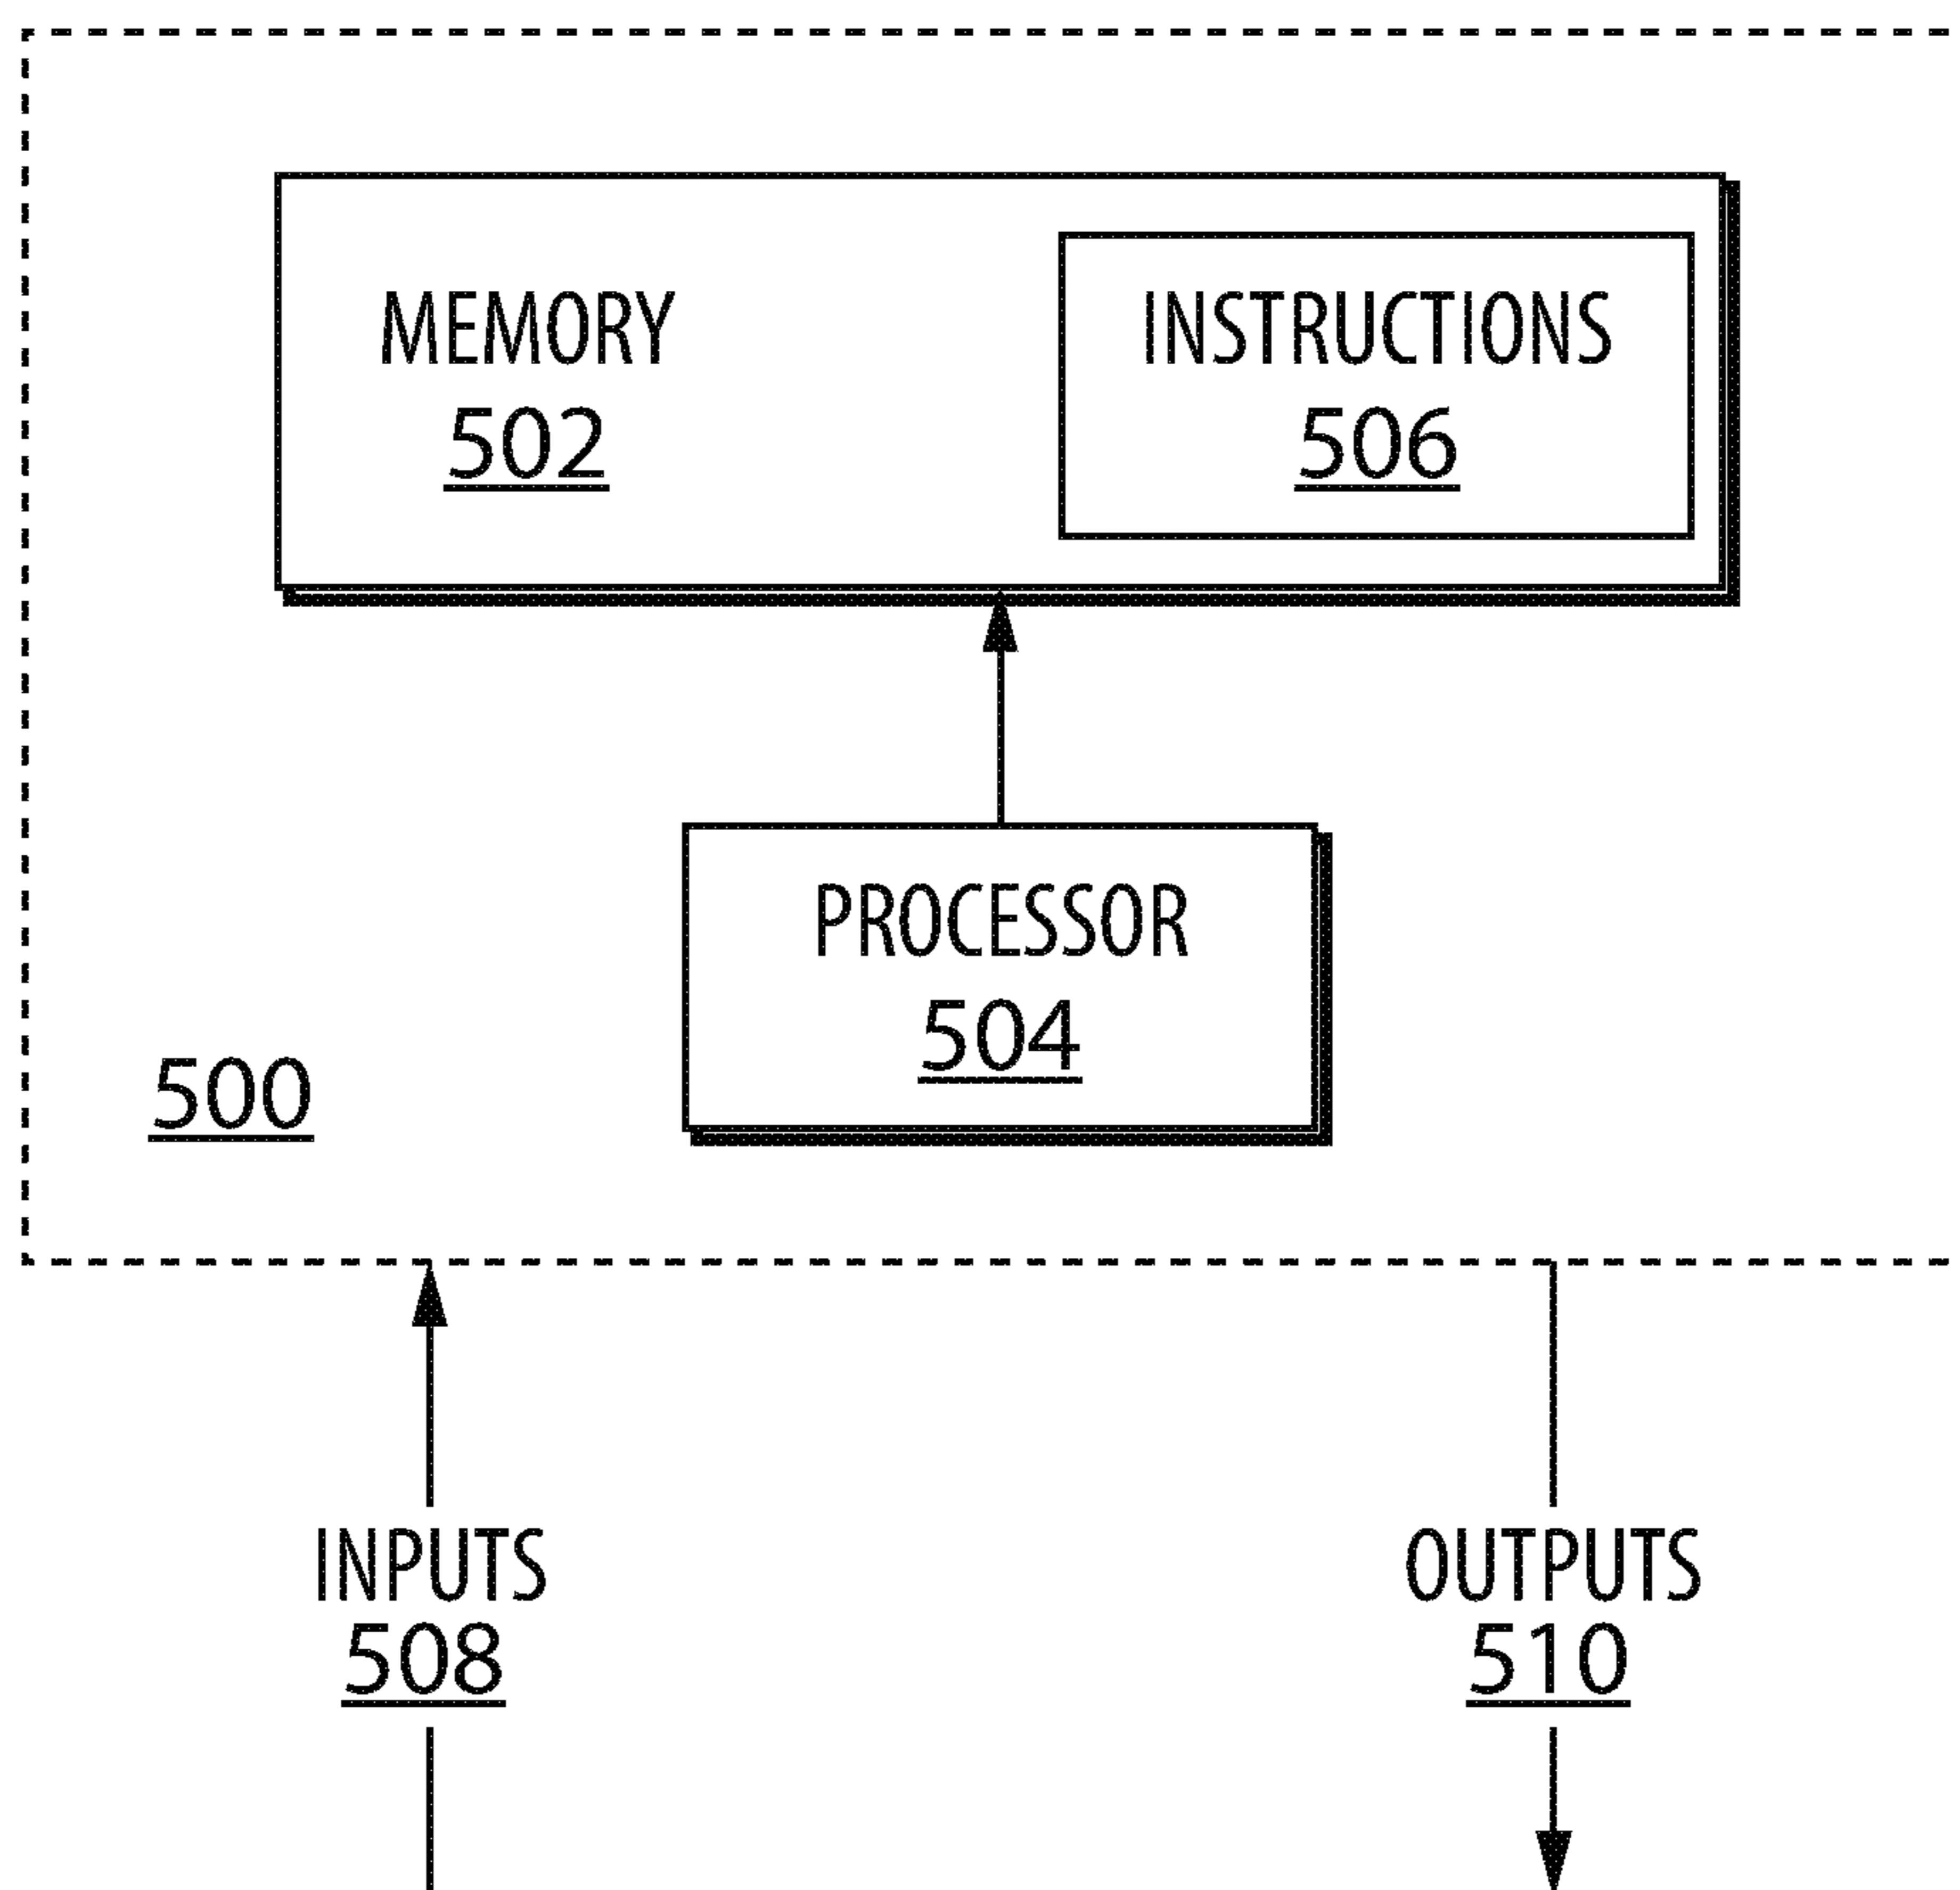 MEMORY
502
INSTRUCTIONS
506
PROCESSOR
504
500
INPUTS
508
OUTPUTS
510